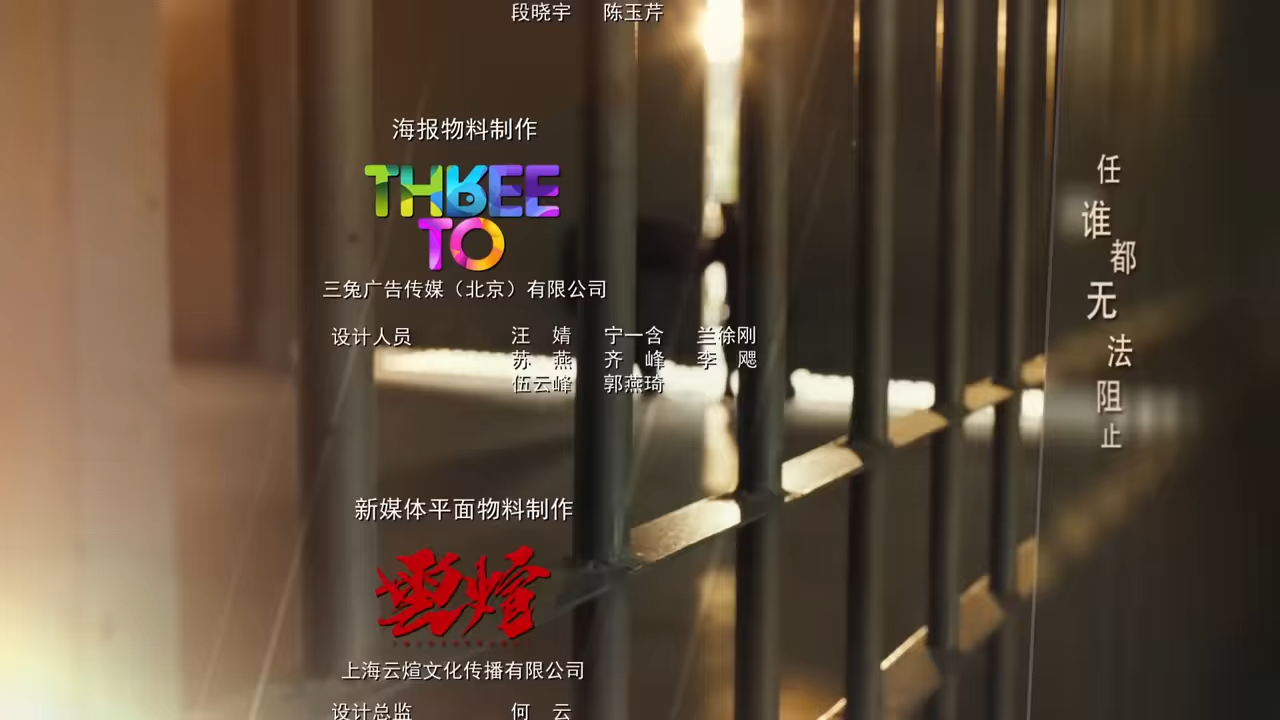 段晓宇 陈玉芹
海报物料制作
THREE
TO
三兔广告传媒（北京）有限公司
设计人员 汪婧 宁一含 兰徐刚
苏燕 齐峰 李飔
伍云峰 郭燕琦
新媒体平面物料制作
雲煊
上海云煊文化传播有限公司
设计总监 何云
任谁都无法阻止